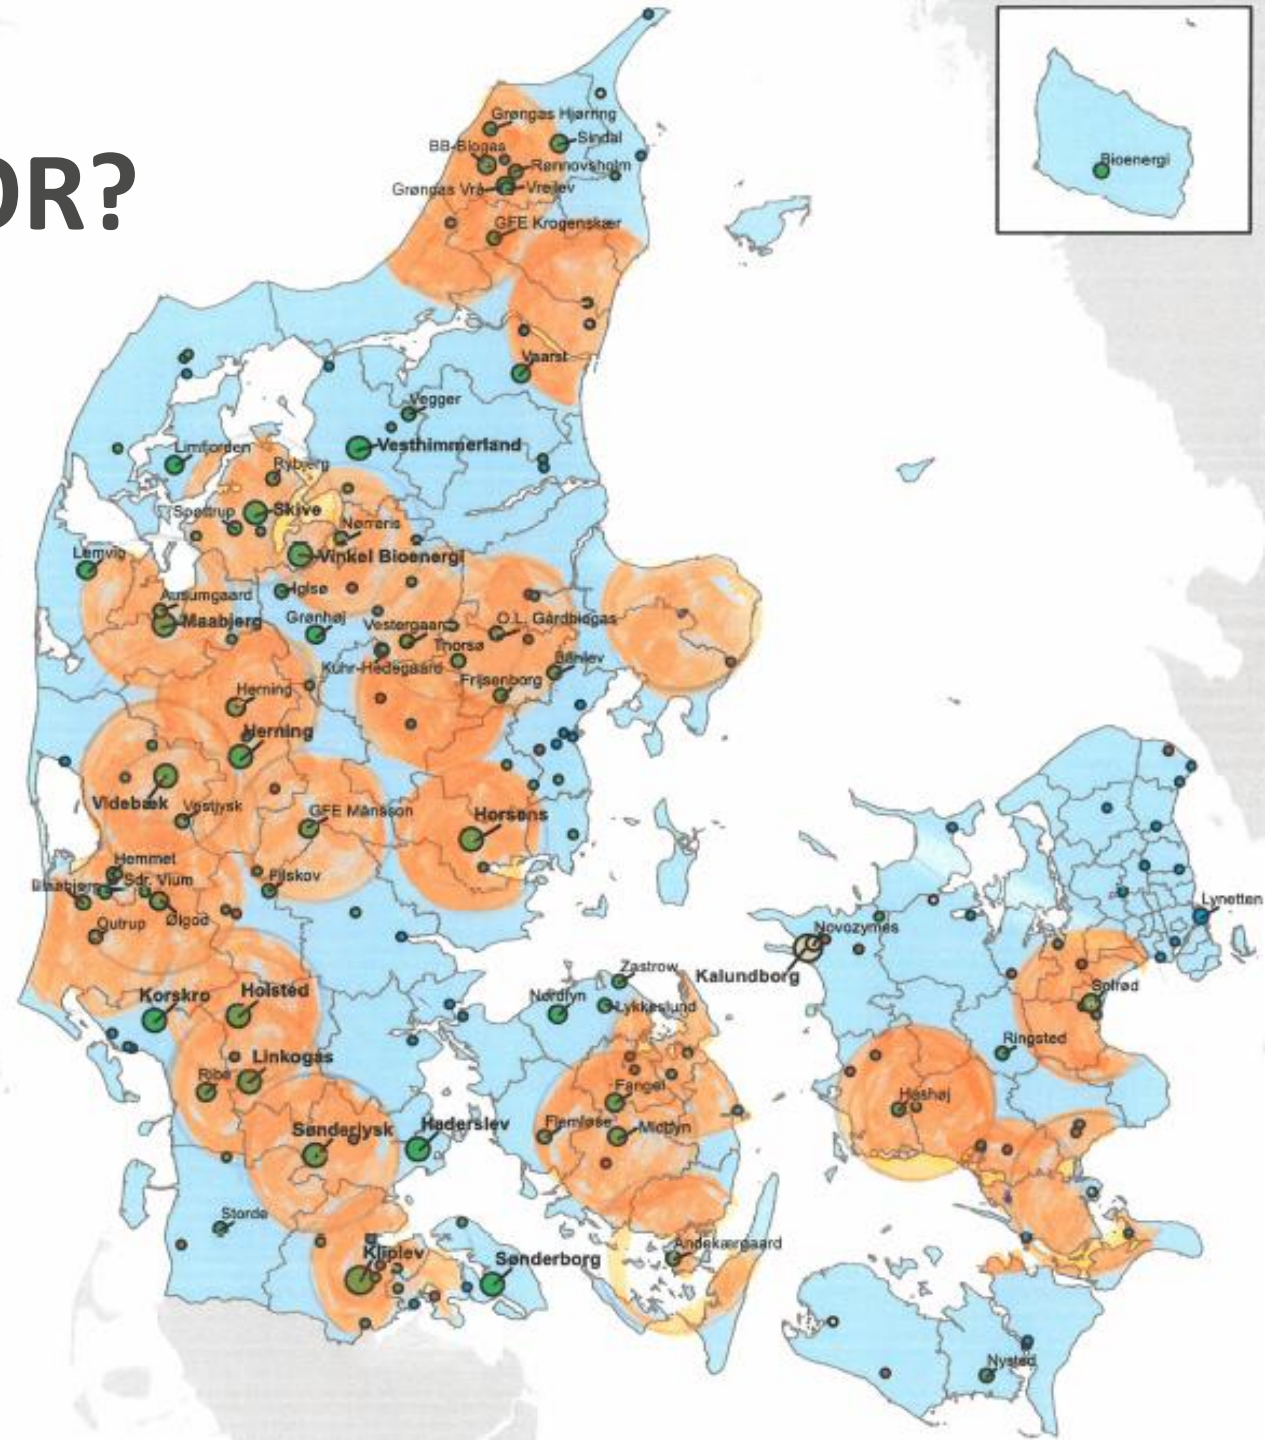 OR?
Grøngas Hjørring
Sindal
BB-Biogas
Rønnovsholm
Grøngas Vrå
Vrejlev
GFE Krogenskær
Bioenergi
Vaarst
Vegger
Vesthimmerland
Limfjorden
Rybjerg
Spøttrup
Skive
Nørreris
Lemvig
Vinkel Bioenergi
Iglsø
Ausumgaard
Maabjerg
Grønhøj
Vestergaard
O.L. Gårdbiogas
Thorsø
Kuhr-Hedegaard
Bånlev
Frijsenborg
Herning
Herning
Videbæk
Vestjysk
GFE Månsson
Horsens
Hemmet
Sdr. Vium
Filskov
Blaabjerg
Outrup
Ølgod
Lynetten
Novozymes
Kalundborg
Zastrow
Korskro
Holsted
Nordfyn
Lykkeslund
Solrød
Ringsted
Linkogas
Ribe
Fangel
Hashøj
Sønderjysk
Haderslev
Flemløse
Midtfyn
Storde
Andekærgaard
Kliplev
Sønderborg
Nysted